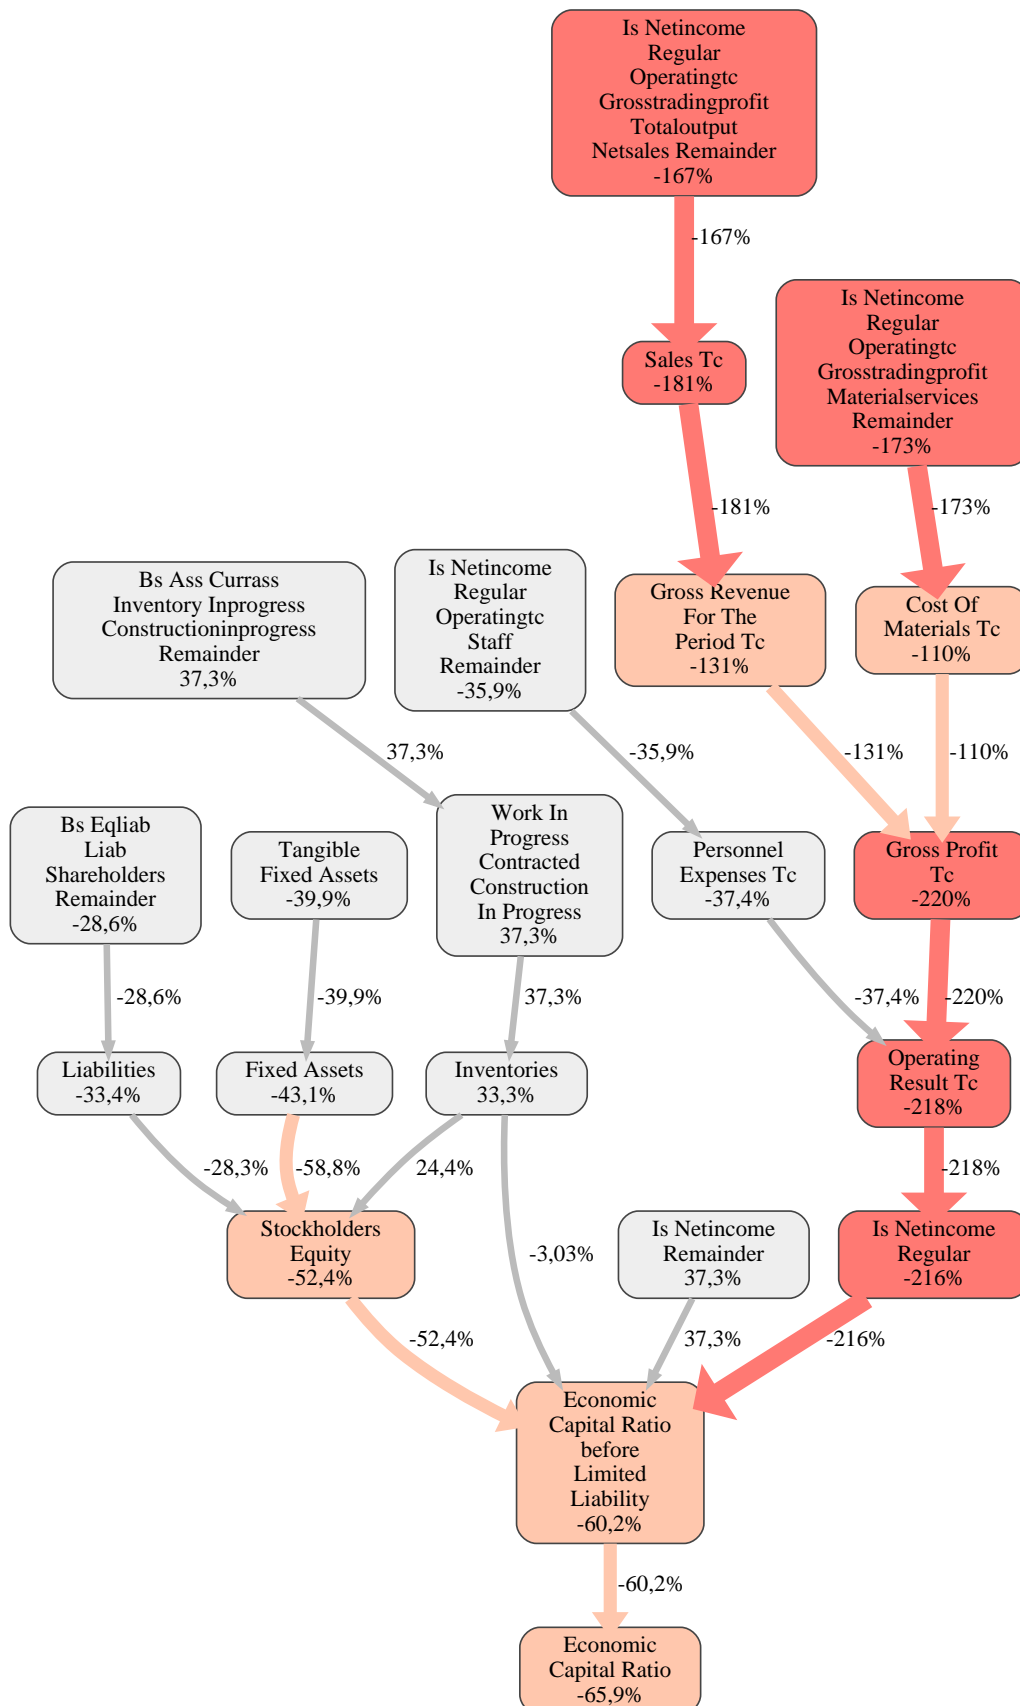 Is Netincome
Regular
Operatingtc
Grosstradingprofit
Totaloutput
Netsales Remainder
-167%
-167%
Is Netincome
Regular
Operatingtc
Grosstradingprofit
Materialservices
Remainder
-173%
Sales Tc
-181%
-181%
-173%
Bs Ass Currass
Inventory Inprogress
Constructioninprogress
Remainder
37,3%
Is Netincome
Regular
Operatingtc
Staff
Remainder
-35,9%
Gross Revenue
For The
Period Tc
-131%
Cost Of
Materials Tc
-110%
37,3%
-35,9%
-131%
-110%
Bs Eqliab
Liab
Shareholders
Remainder
-28,6%
Tangible
Fixed Assets
-39,9%
Work In
Progress
Contracted
Construction
In Progress
37,3%
Personnel
Expenses Tc
-37,4%
Gross Profit
Tc
-220%
-28,6%
-39,9%
37,3%
-37,4%
-220%
Liabilities
-33,4%
Fixed Assets
-43,1%
Inventories
33,3%
Operating
Result Tc
-218%
-28,3%
-58,8%
24,4%
-218%
Stockholders
Equity
-52,4%
-3,03%
Is Netincome
Remainder
37,3%
Is Netincome
Regular
-216%
-52,4%
37,3%
-216%
Economic
Capital Ratio
before
Limited
Liability
-60,2%
-60,2%
Economic
Capital Ratio
-65,9%